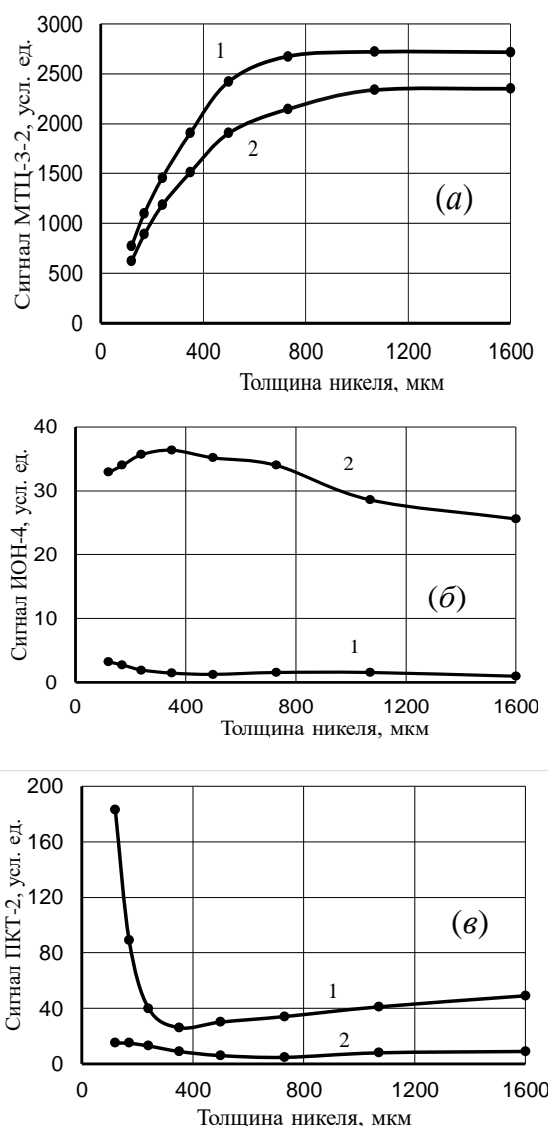 3000
2500
2000
1500
1000
500
0
Сигнал МТЦ-3-2, усл. ед.
1
2
(а)
0 400 800 1200 1600
Толщина никеля, мкм
40
30
20
10
0
Сигнал ИОН-4, усл. ед.
2
(б)
1
0 400 800 1200 1600
Толщина никеля, мкм
200
160
120
80
40
0
Сигнал ПКТ-2, усл. ед.
(в)
1
2
0 400 800 1200 1600
Толщина никеля, мкм